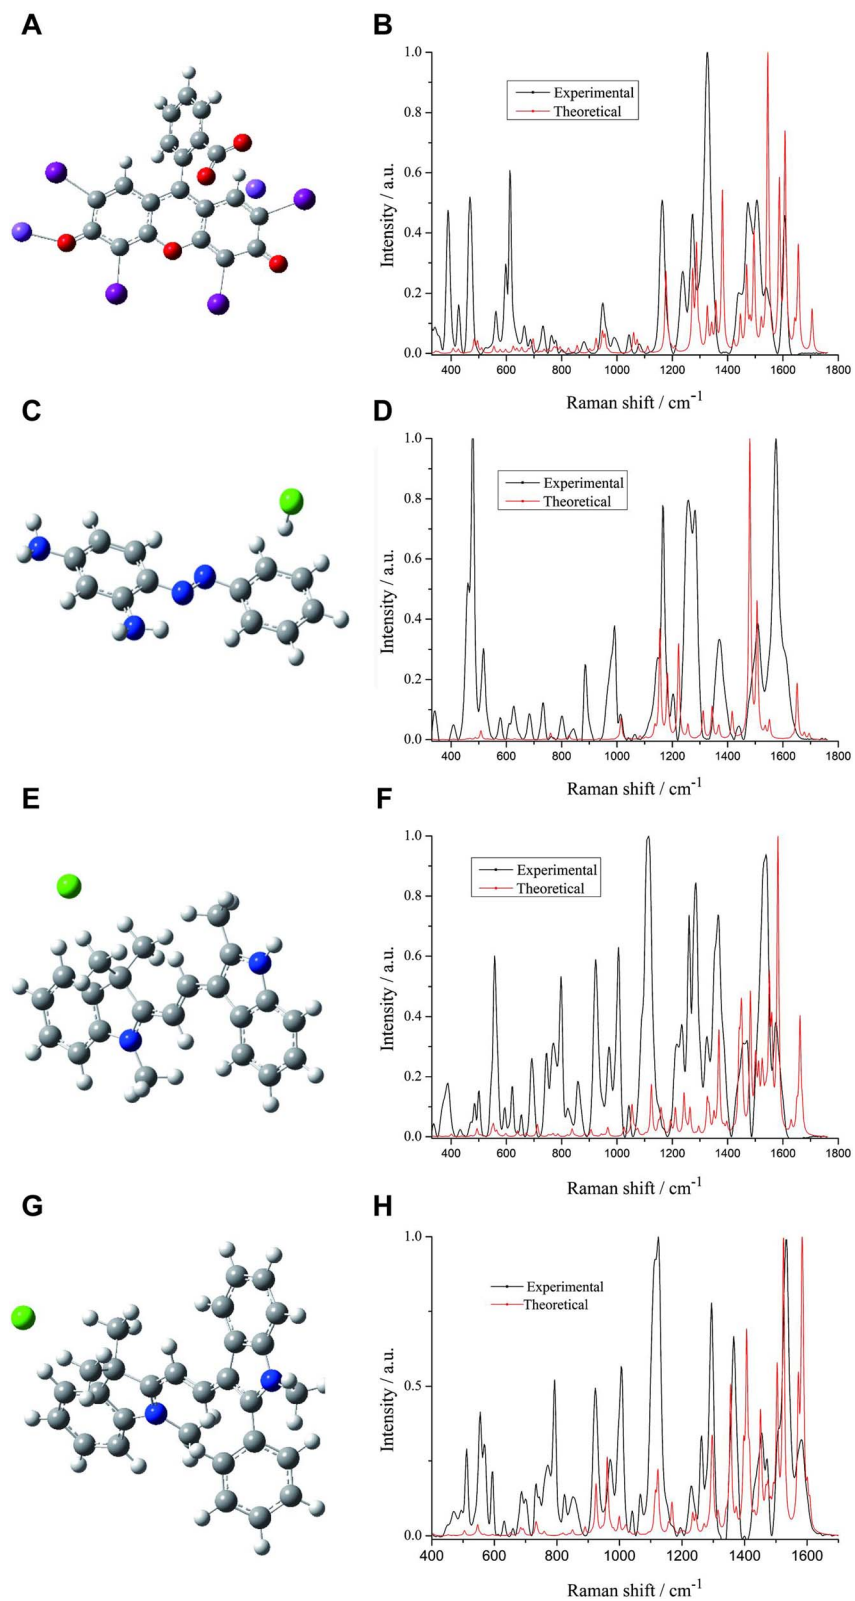 A
B
Experimental
Theoretical
Intensity / a.u.
1.0
0.8
0.6
0.4
0.2
0.0
400 600 800 1000 1200 1400 1600 1800
Raman shift / cm-1
C
D
Experimental
Theoretical
Intensity / a.u.
1.0
0.8
0.6
0.4
0.2
0.0
400 600 800 1000 1200 1400 1600 1800
Raman shift / cm-1
E
F
Experimental
Theoretical
Intensity / a.u.
1.0
0.8
0.6
0.4
0.2
0.0
400 600 800 1000 1200 1400 1600 1800
Raman shift / cm-1
G
H
Experimental
Theoretical
Intensity / a.u.
1.0
0.5
0.0
400 600 800 1000 1200 1400 1600
Raman shift / cm-1